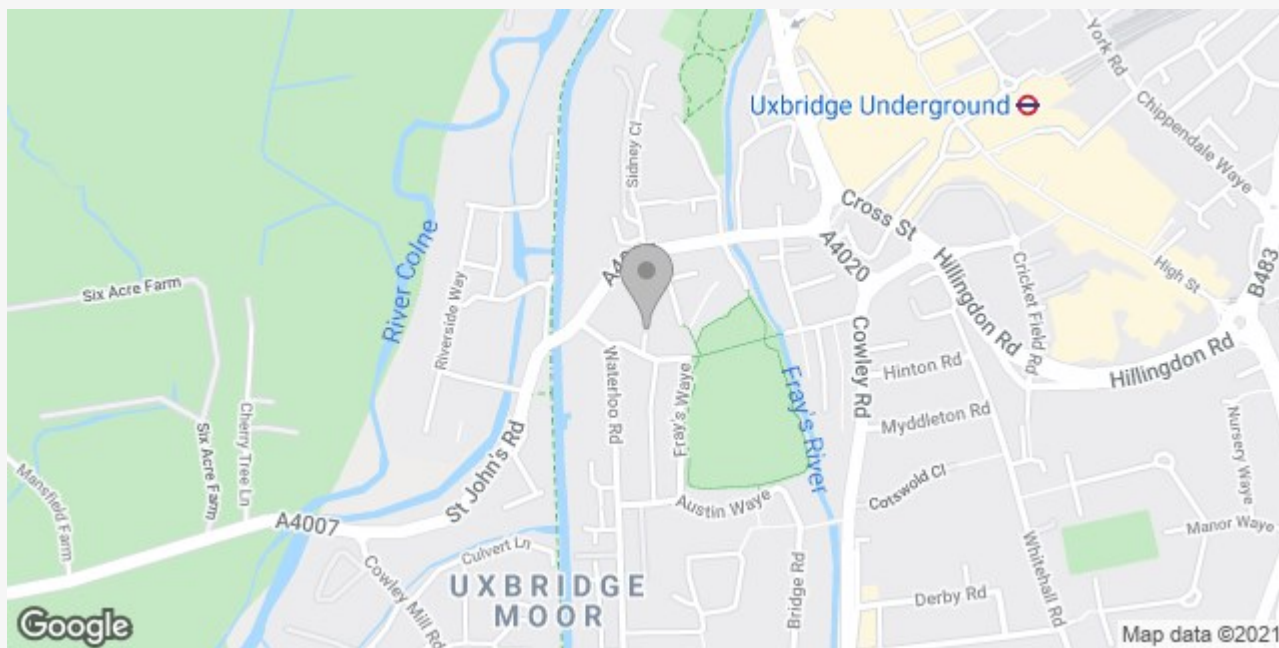 York Rd
Uxbridge Underground
Chippendale Waye
Sidney Cl
Cross St
River Colne
A4020
Hillingdon Rd
High St
B483
Six Acre Farm
Riverside Way
Cricket Field Rd
Cowley Rd
Hinton Rd
Hillingdon Rd
Waterloo Rd
Fray's Waye
Fray's River
Myddleton Rd
Cherry Tree Ln
Six Acre Farm
St John's Rd
Nursery Waye
Cotswold Cl
Mansfield Farm
Austin Waye
A4007
Manor Waye
Culvert Ln
Whitehall Rd
Cowley Mill Rd
UXBRIDGE
MOOR
Bridge Rd
Derby Rd
Google
Map data ©2021